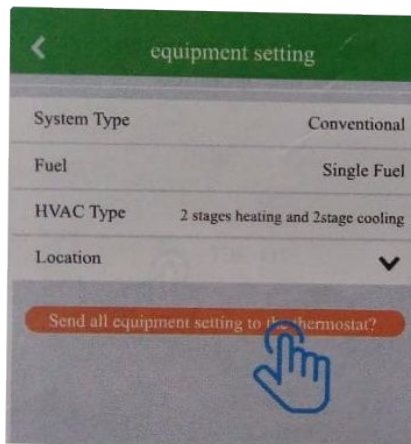 equipment setting
System Type Conventional
Fuel Single Fuel
HVAC Type 2 stages heating and 2stage cooling
Location
Send all equipment setting to the thermostat?